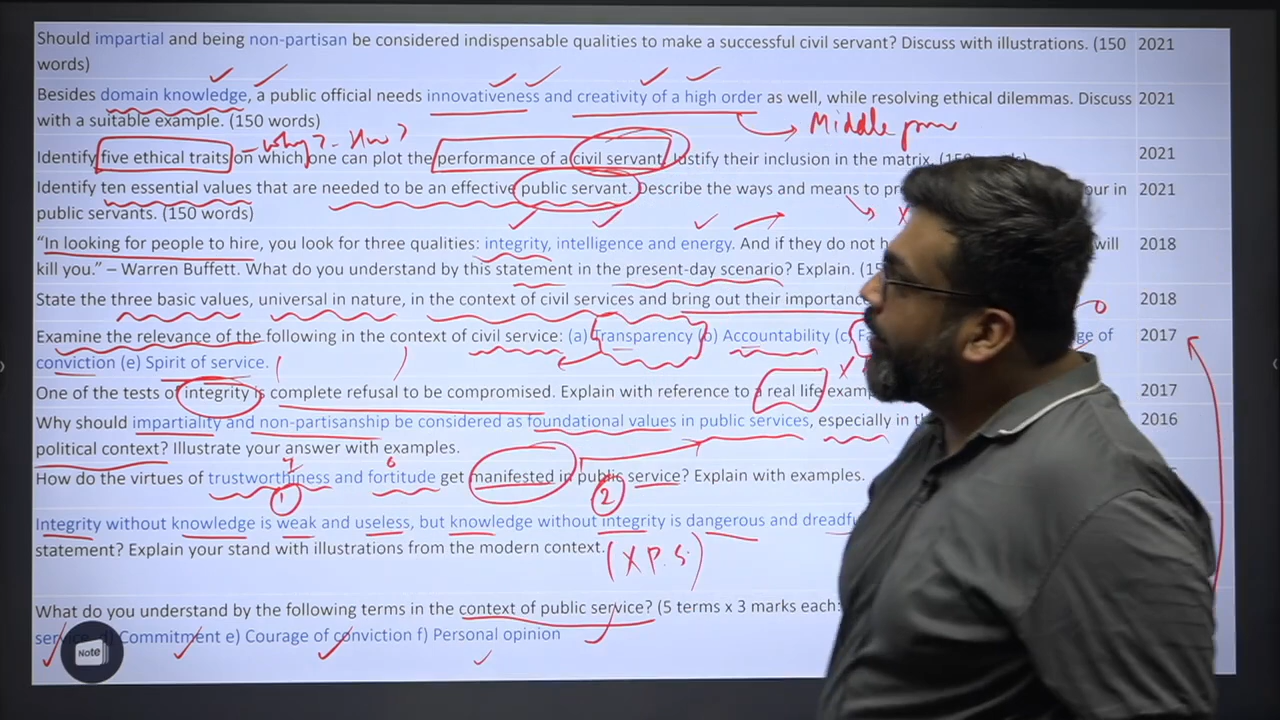 Should impartial and being non-partisan be considered indispensable qualities to make a successful civil servant? Discuss with illustrations. (150 2021
words)
Besides domain knowledge, a public official needs innovativeness and creativity of a high order as well, while resolving ethical dilemmas. Discuss 2021
with a suitable example. (150 words)
Middle
why? How?
Identify five ethical traits on which one can plot the performance of a civil servant. Justify their inclusion in the matrix. 2021
Identify ten essential values that are needed to be an effective public servant. Describe the ways and means to our in 2021
public servants. (150 words)
“In looking for people to hire, you look for three qualities: integrity, intelligence and energy. And if they do not will 2018
kill you.” – Warren Buffett. What do you understand by this statement in the present-day scenario? Explain.
State the three basic values, universal in nature, in the context of civil services and bring out their importance 2018
Examine the relevance of the following in the context of civil service: (a) Transparency (b) Accountability (c) of 2017
conviction (e) Spirit of service.
One of the tests of integrity is complete refusal to be compromised. Explain with reference to a real life 2017
Why should impartiality and non-partisanship be considered as foundational values in public services, especially in 2016
political context? Illustrate your answer with examples.
How do the virtues of trustworthiness and fortitude get manifested in public service? Explain with examples.
1 2
Integrity without knowledge is weak and useless, but knowledge without integrity is dangerous and
statement? Explain your stand with illustrations from the modern context.
(X P.S.)
What do you understand by the following terms in the context of public service? (5 terms x 3 marks each
Commitment e) Courage of conviction f) Personal opinion
Note